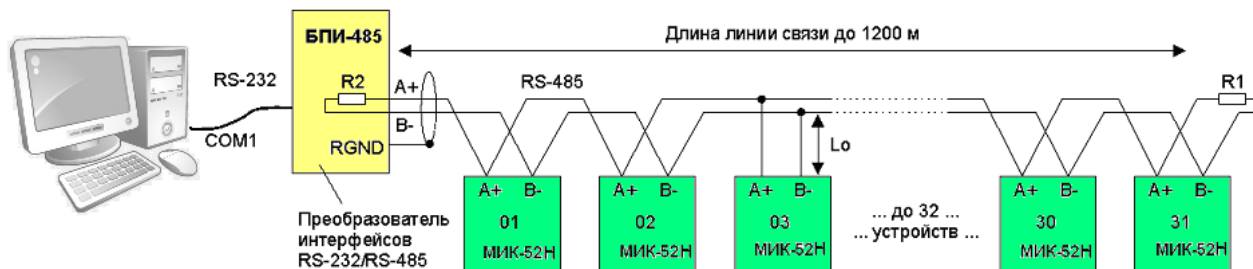 БПИ-485
Длина линии связи до 1200 м
RS-232
COM1
R2
A+
B-
RGND
RS-485
R1
Lo
Преобразователь
интерфейсов
RS-232/RS-485
A+ B-
01
МИК-52Н
A+ B-
02
МИК-52Н
A+ B-
03
МИК-52Н
... до 32 ...
... устройств ...
A+ B-
30
МИК-52Н
A+ B-
31
МИК-52Н